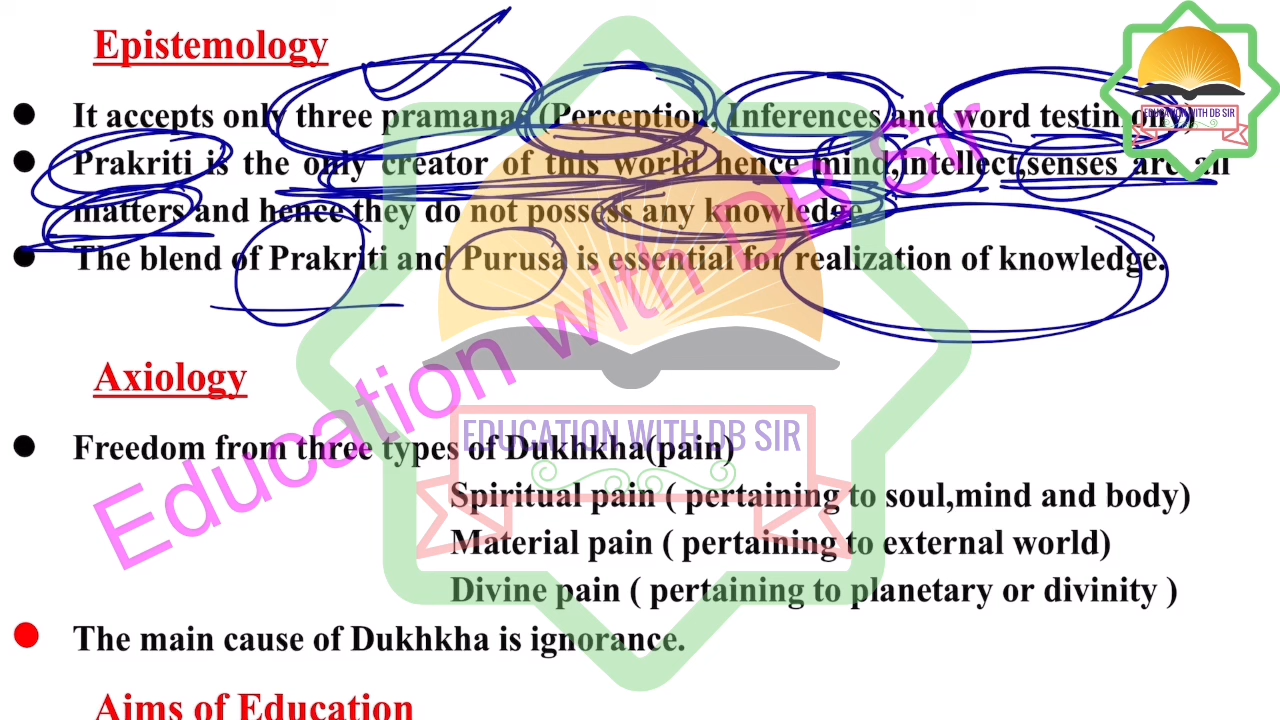 Epistemology
It accepts only three pramanas (Perception, Inferences and word testimony)
Prakriti is the only creator of this world hence mind,intellect,senses are all
matters and hence they do not possess any knowledge.
The blend of Prakriti and Purusa is essential for realization of knowledge.
Axiology
Freedom from three types of Dukhkha(pain)
Spiritual pain ( pertaining to soul,mind and body)
Material pain ( pertaining to external world)
Divine pain ( pertaining to planetary or divinity )
The main cause of Dukhkha is ignorance.
Aims of Education
EDUCATION WITH DB SIR
Education with DB Sir
EDUCATION WITH DB SIR